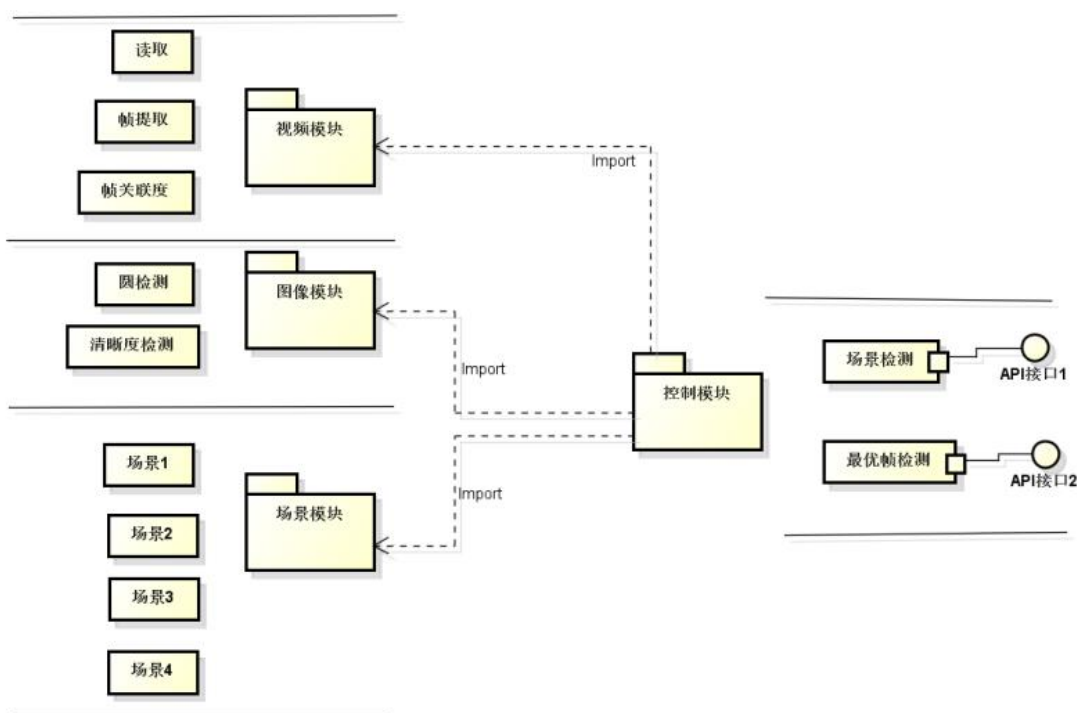 读取
帧提取
视频模块
帧关联度
Import
圆检测
图像模块
清晰度检测
Import
控制模块
场景检测
API接口1
场景1
最优帧检测
API接口2
Import
场景模块
场景2
场景3
场景4